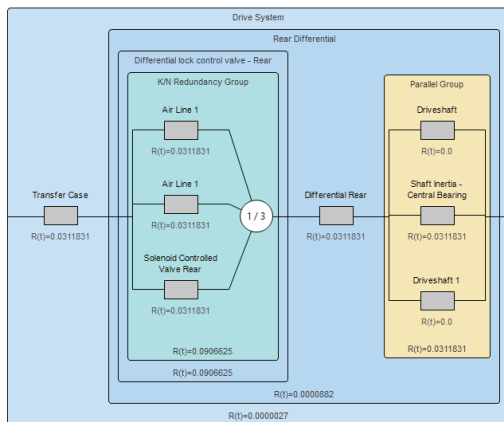 Drive System
Rear Differential
Differential lock control valve - Rear
K/N Redundancy Group
Parallel Group
Air Line 1
R(t)=0.0311831
Driveshaft
R(t)=0.0
Transfer Case
R(t)=0.0311831
Air Line 1
R(t)=0.0311831
1 / 3
Differential Rear
R(t)=0.0311831
Shaft Inertia -
Central Bearing
R(t)=0.0311831
Solenoid Controlled
Valve Rear
R(t)=0.0311831
Driveshaft 1
R(t)=0.0
R(t)=0.0906625
R(t)=0.0311831
R(t)=0.0906625
R(t)=0.0000882
R(t)=0.0000027